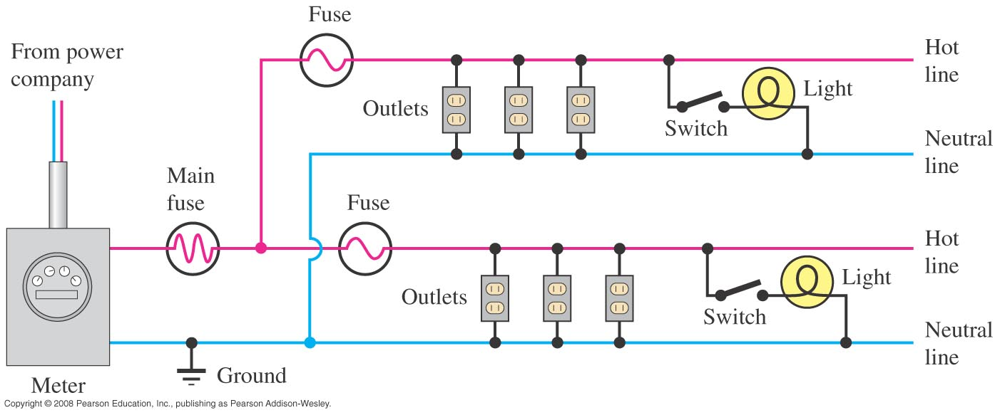 Fuse
From power
company
Hot
line
Outlets
Light
Switch
Neutral
line
Main
fuse
Fuse
Hot
line
Outlets
Light
Switch
Neutral
line
Ground
Meter
Copyright © 2008 Pearson Education, Inc., publishing as Pearson Addison-Wesley.